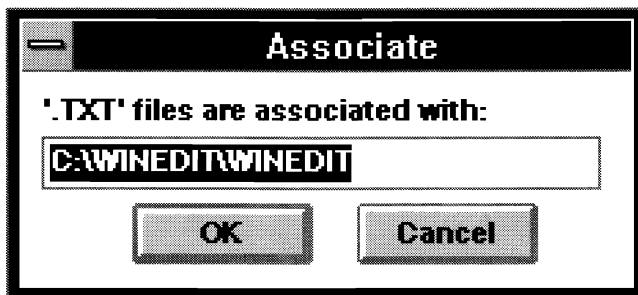 Associate
'.TXT' files are associated with:
C:\WINEDIT\WINEDIT
OK Cancel